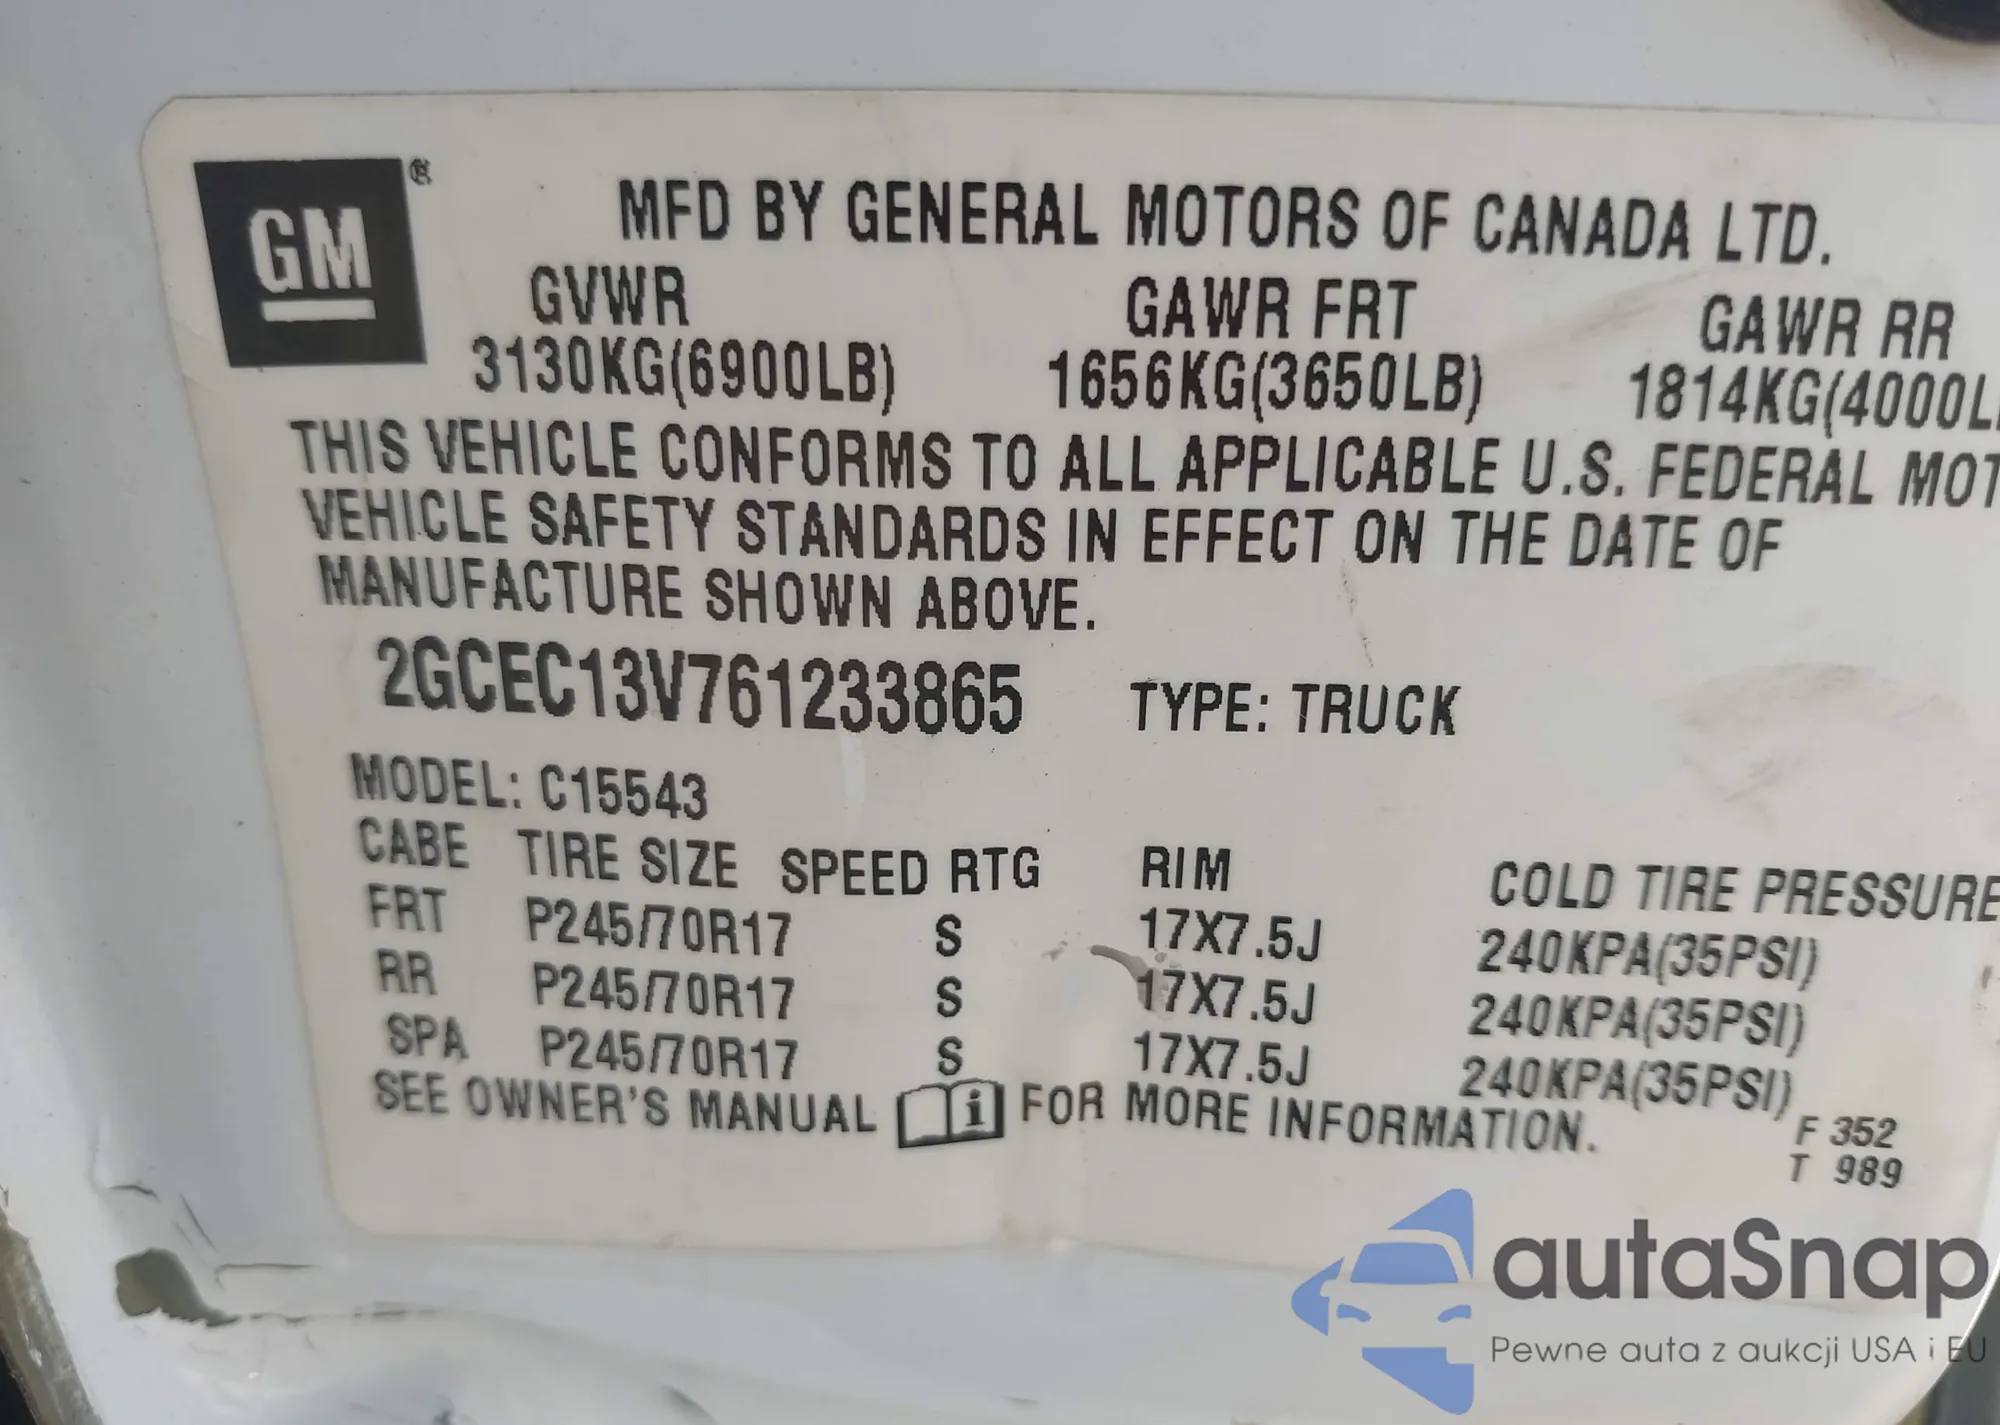 GM ®
MFD BY GENERAL MOTORS OF CANADA LTD.
GVWR GAWR FRT GAWR RR
3130KG(6900LB) 1656KG(3650LB) 1814KG(4000L
THIS VEHICLE CONFORMS TO ALL APPLICABLE U.S. FEDERAL MOT
VEHICLE SAFETY STANDARDS IN EFFECT ON THE DATE OF
MANUFACTURE SHOWN ABOVE.
2GCEC13V761233865 TYPE: TRUCK
MODEL: C15543
CABE TIRE SIZE SPEED RTG RIM COLD TIRE PRESSURE
FRT P245/70R17 S 17X7.5J 240KPA(35PSI)
RR P245/70R17 S 17X7.5J 240KPA(35PSI)
SPA P245/70R17 S 17X7.5J 240KPA(35PSI)
SEE OWNER'S MANUAL i FOR MORE INFORMATION.
F 352
T 989
autaSnap
Pewne auta z aukcji USA i EU